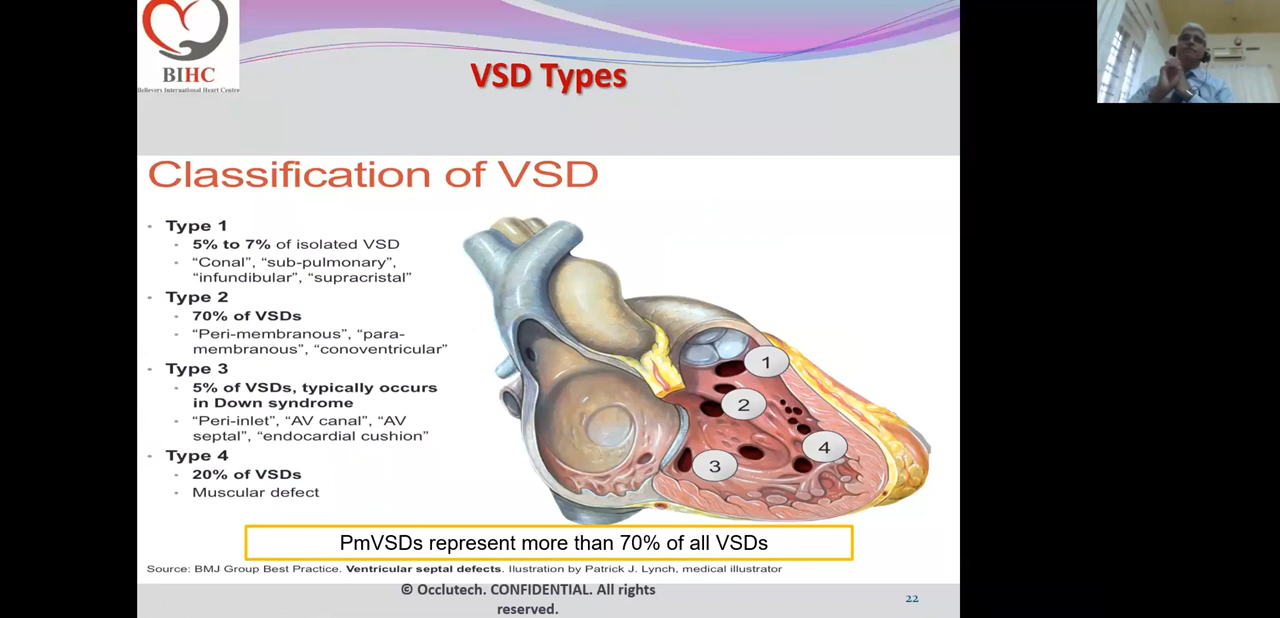 BIHC
Believers International Heart Centre
VSD Types
Classification of VSD
Type 1
5% to 7% of isolated VSD
“Conal”, “sub-pulmonary”,
“infundibular”, “supracristal”
Type 2
70% of VSDs
“Peri-membranous”, “para-
membranous”, “conoventricular”
Type 3
5% of VSDs, typically occurs
in Down syndrome
“Peri-inlet”, “AV canal”, “AV
septal”, “endocardial cushion”
Type 4
20% of VSDs
Muscular defect
1
2
3
4
PmVSDs represent more than 70% of all VSDs
Source: BMJ Group Best Practice. Ventricular septal defects. Ilustration by Patrick J. Lynch, medical illustrator
© Occlutech. CONFIDENTIAL. All rights
reserved.
22